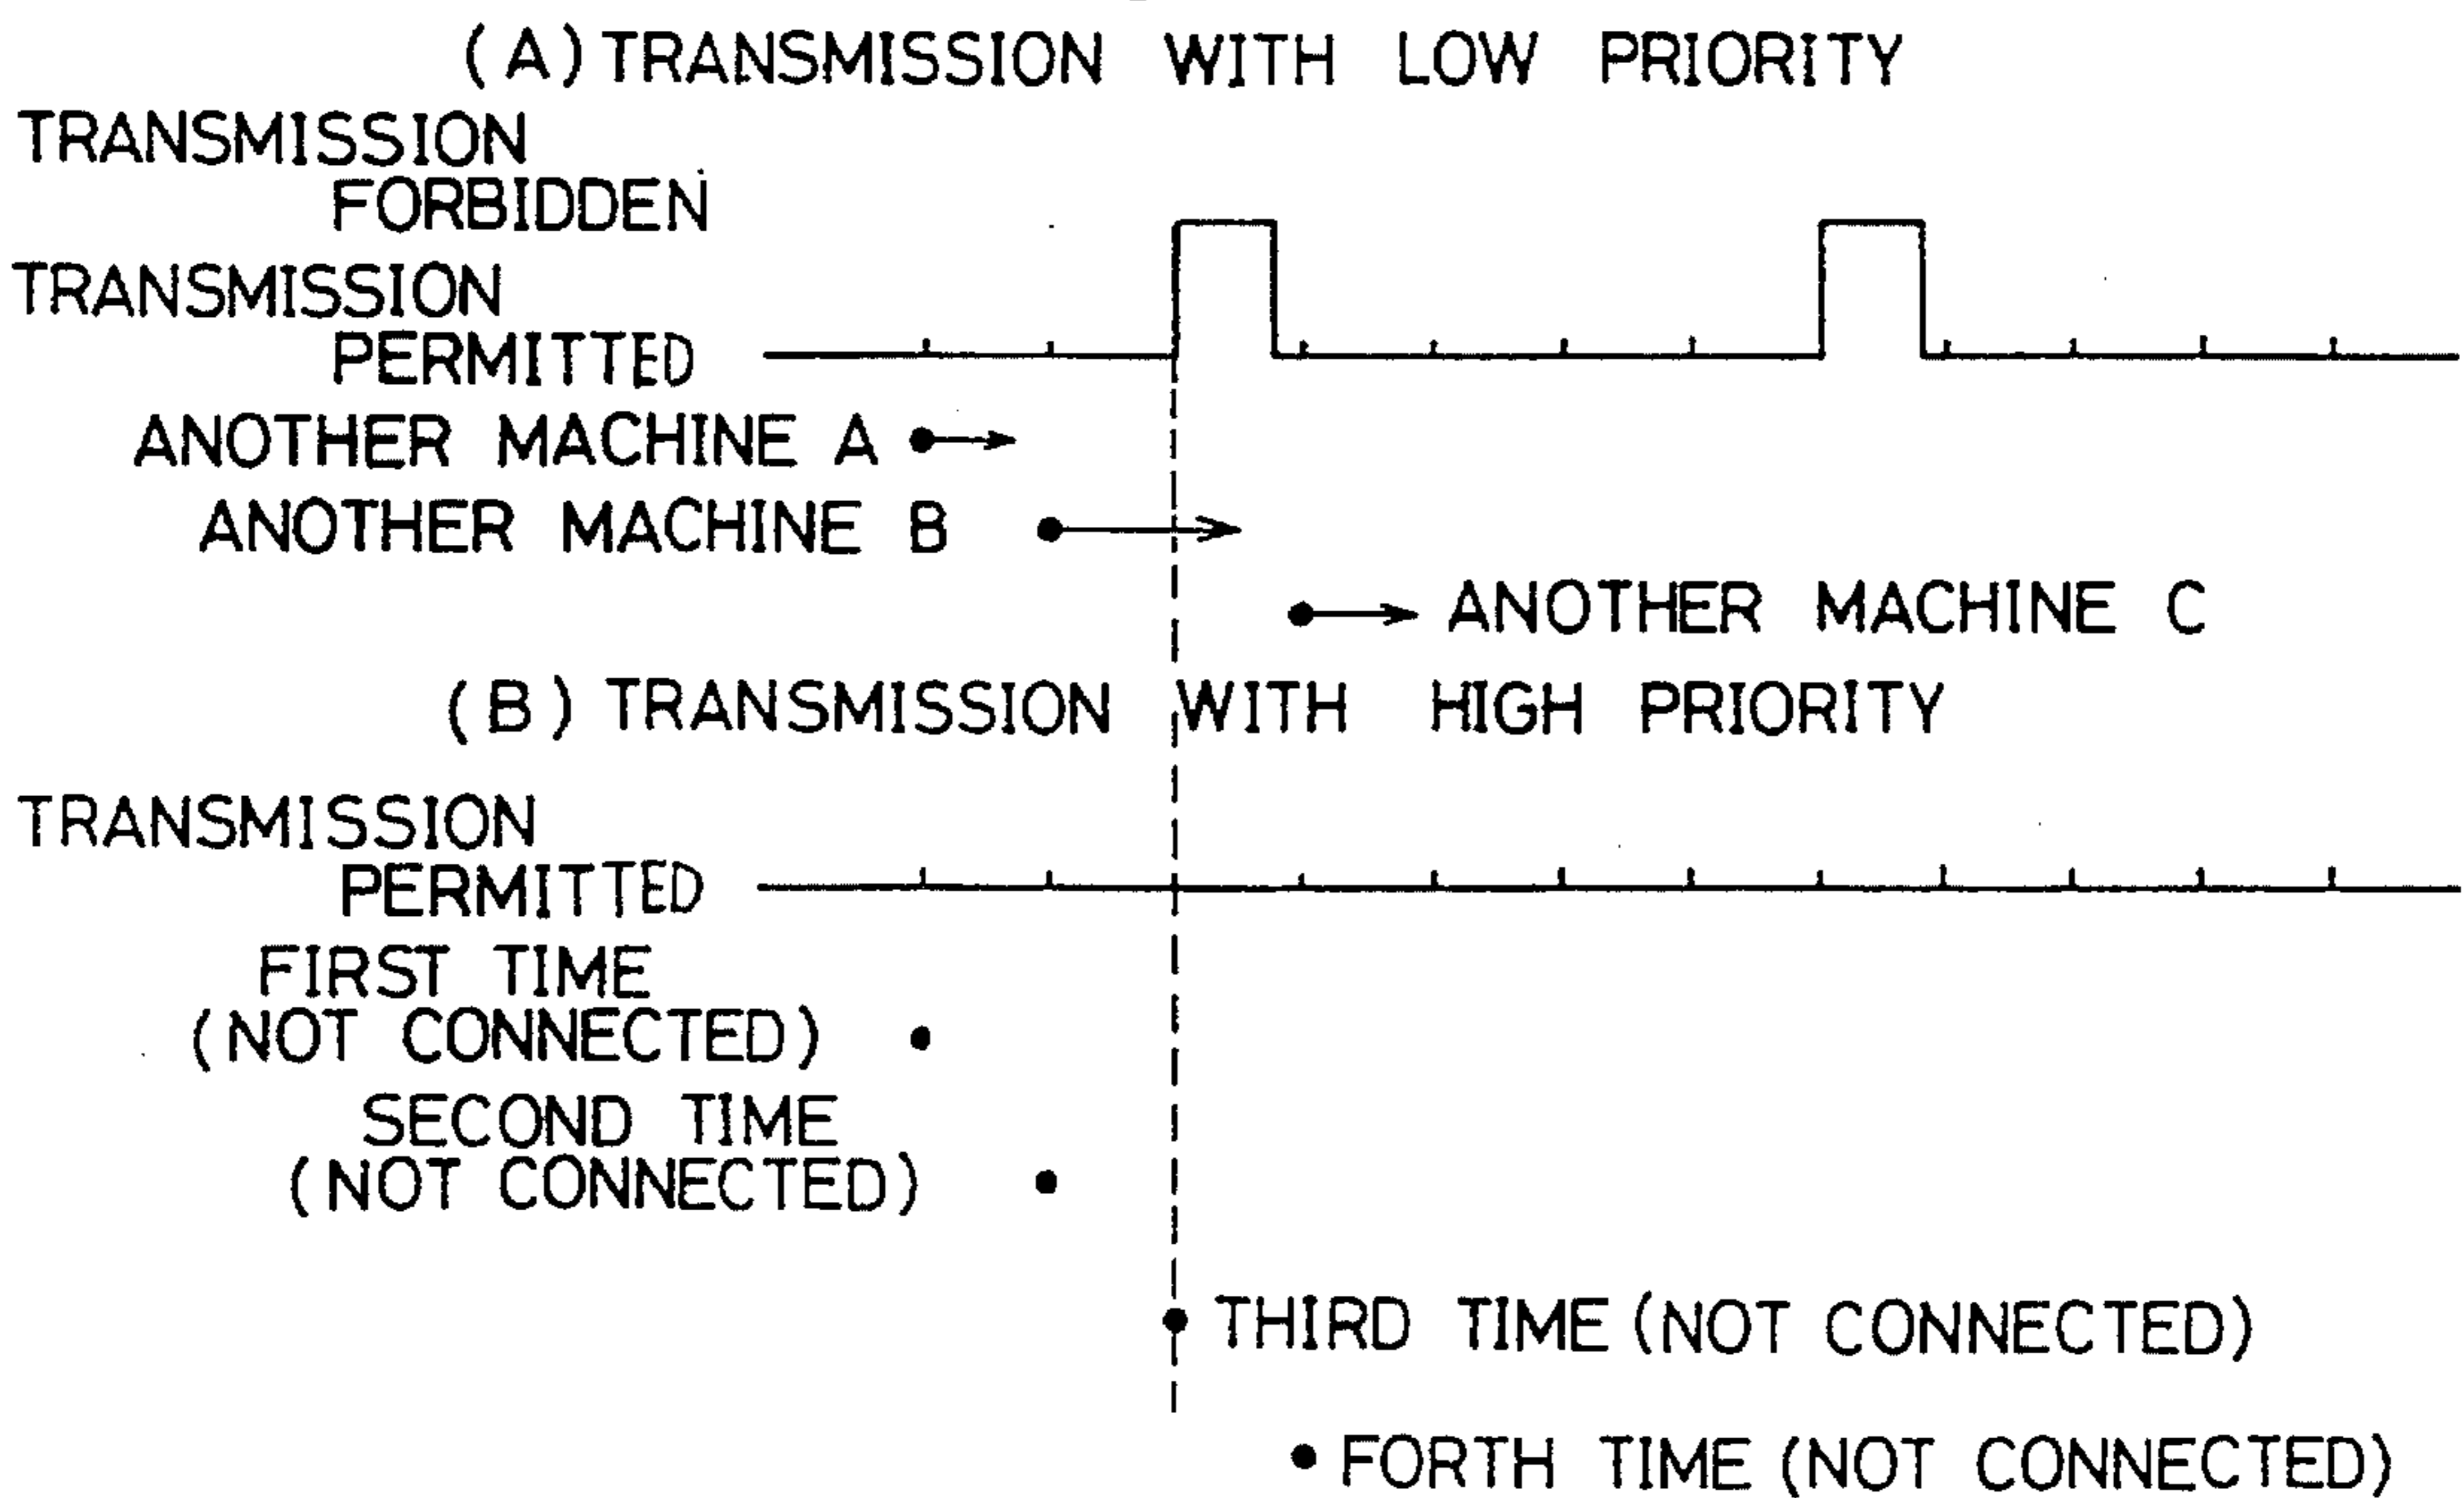 (A) TRANSMISSION WITH LOW PRIORITY
TRANSMISSION
FORBIDDEN
TRANSMISSION
PERMITTED
ANOTHER MACHINE A
ANOTHER MACHINE B
ANOTHER MACHINE C
(B) TRANSMISSION WITH HIGH PRIORITY
TRANSMISSION
PERMITTED
FIRST TIME
(NOT CONNECTED)
SECOND TIME
(NOT CONNECTED)
THIRD TIME (NOT CONNECTED)
FORTH TIME (NOT CONNECTED)